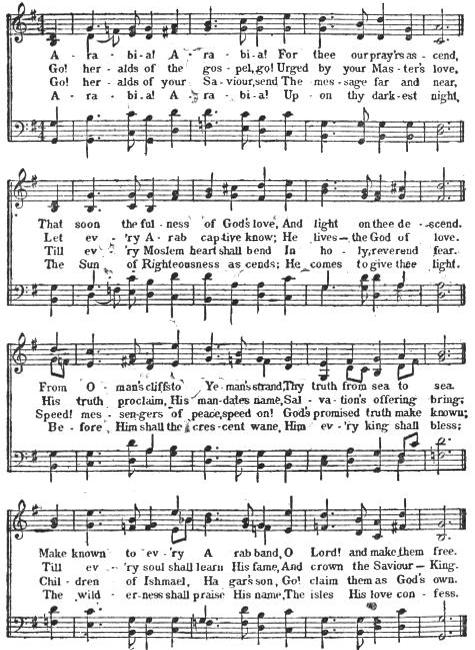 A - ra - bi-a! A - ra - bi-a! For thee our pray'rs as - cend,
Go! her - alds of the gos - pel, go! Urged by your Mas - ter's love,
Go! her - alds of your Saviour, send The mes - sage far and near,
A - ra - bi.a! A - ra - bi.a! Up - on thy dark-est night,
That soon the ful - ness of God's love, And light on thee de - scend.
Let ev - 'ry A - rab cap-tive know; He lives— the God of love.
Till ev - 'ry Moslem heart shall bend In ho - ly, reverend fear.
The Sun of Righteousness as cends; He comes to give thee light.
From O - man's cliffs to Ye - man's strand, Thy truth from sea to sea.
His truth proclaim, His man-dates name, Sal - va - tion's offering bring;
Speed! mes - sen-gers of peace, speed on! God's promised truth make known;
Be - fore Him shall the cres-cent wane, Him ev - 'ry king shall bless;
Make known to ev - 'ry A rab band, O Lord! and make them free.
Till ev - 'ry soul shall learn His fame, And crown the Saviour — King.
Chil - dren of Ishmael, Ha gar's son, Go! claim them as God's own.
The wild - er-ness shall praise His name, The isles His love con - fess.